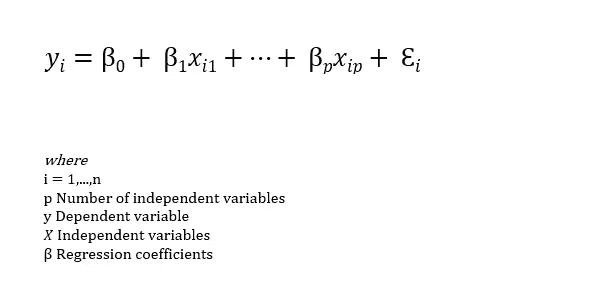 yᵢ = β₀ + β₁xᵢ₁ + ⋯ + βₚxᵢₚ + Ɛᵢ
where
i = 1,...,n
p Number of independent variables
y Dependent variable
X Independent variables
β Regression coefficients